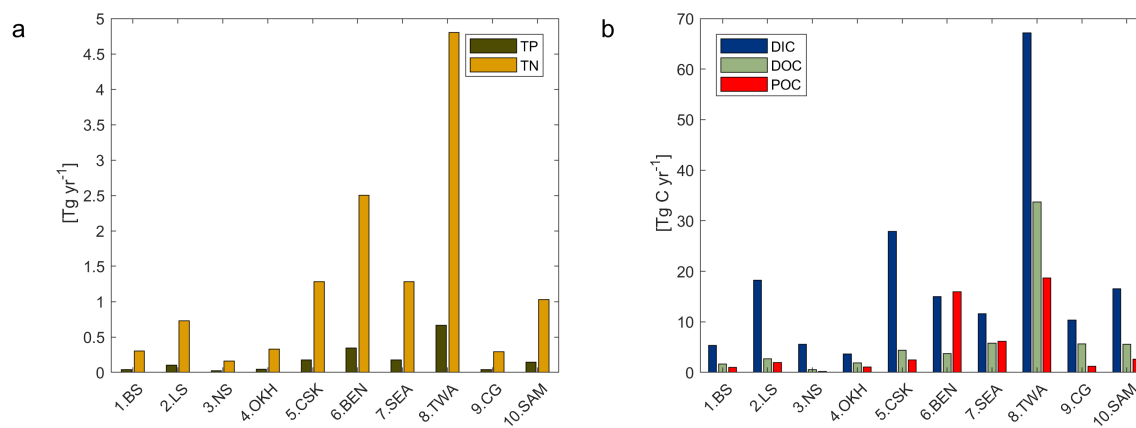 a
5
4.5
4
3.5
3
2.5
2
1.5
1
0.5
0
[Tg yr-1]
TP
TN
1.BS
2.LS
3.NS
4.OKH
5.CSK
6.BEN
7.SEA
8.TWA
9.CG
10.SAM
b
70
60
50
40
30
20
10
0
[Tg C yr-1]
DIC
DOC
POC
1.BS
2.LS
3.NS
4.OKH
5.CSK
6.BEN
7.SEA
8.TWA
9.CG
10.SAM